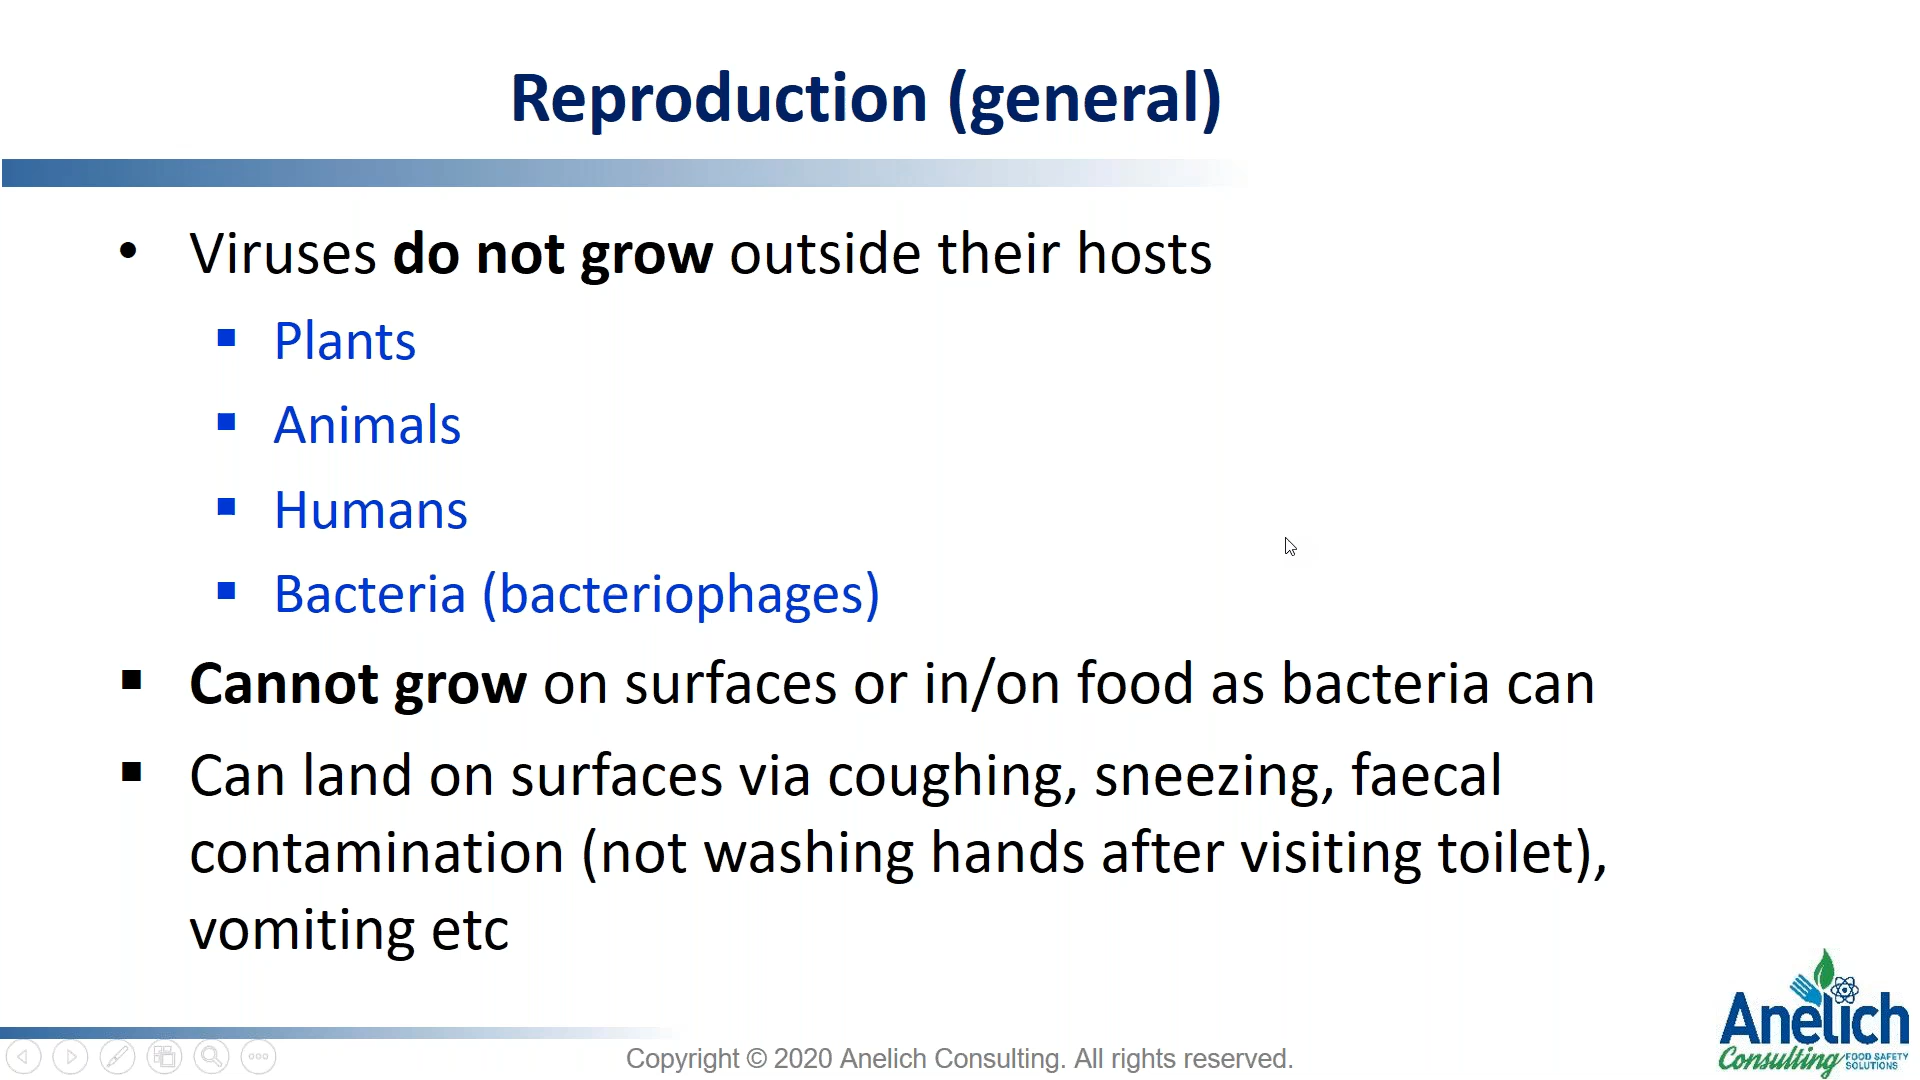 Reproduction (general)
• Viruses do not grow outside their hosts
▪ Plants
▪ Animals
▪ Humans
▪ Bacteria (bacteriophages)
▪ Cannot grow on surfaces or in/on food as bacteria can
▪ Can land on surfaces via coughing, sneezing, faecal
contamination (not washing hands after visiting toilet),
vomiting etc
Copyright © 2020 Anelich Consulting. All rights reserved.
Anelich
Consulting FOOD SAFETY
SOLUTIONS